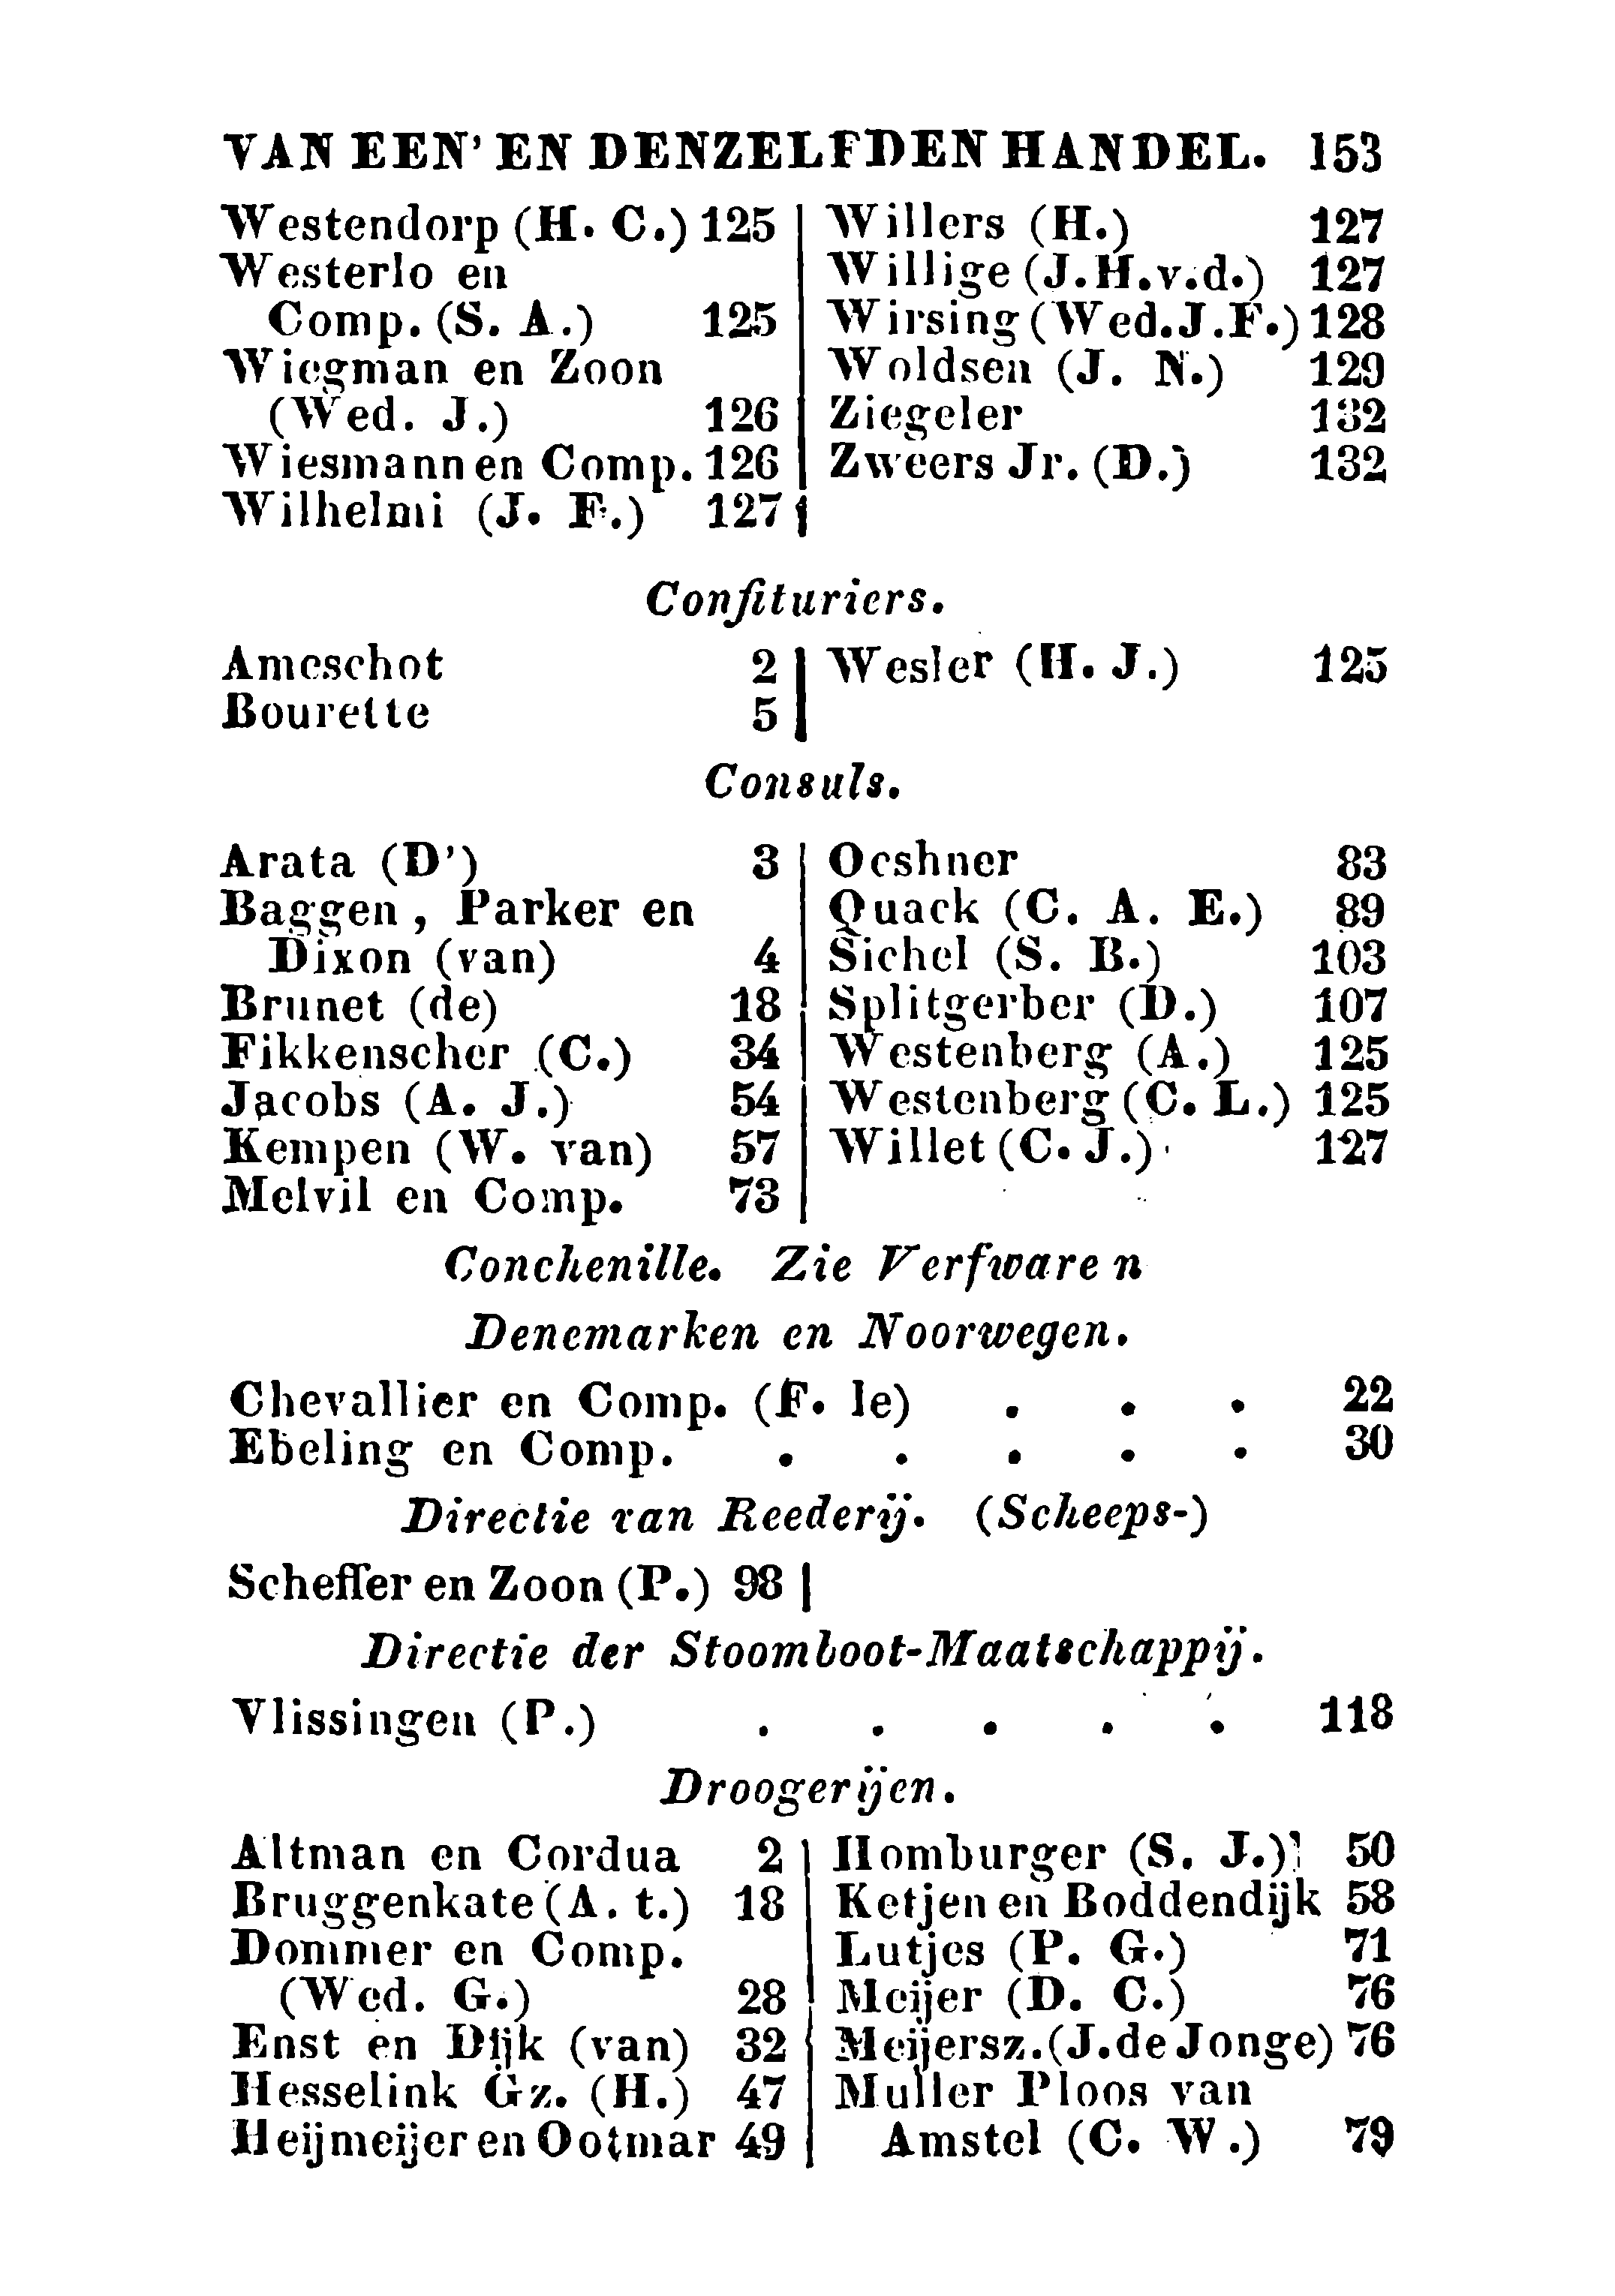 VAN EEN' EN DENZELFDEN HANDEL. 153
Westendorp (H. C.) 125
Westerlo en
Comp. (S. A.) 125
Wiegman en Zoon
(Wed. J.) 126
Wiesmann en Comp. 126
Wilhelmi (J. F.) 127
Willers (H.) 127
Willige (J.H.v.d.) 127
Wirsing (Wed.J.F.) 128
Woldsen (J. N.) 129
Ziegeler 132
Zweers Jr. (D.) 132
Confituriers.
Ameschot 2
Bourette 5
Wesler (H. J.) 125
Consuls.
Arata (D') 3
Baggen, Parker en
Dixon (van) 4
Brunet (de) 18
Fikkenscher (C.) 34
Jacobs (A. J.) 54
Kempen (W. van) 57
Melvil en Comp. 73
Oeshner 83
Quack (C. A. E.) 89
Sichel (S. B.) 103
Splitgerber (D.) 107
Westenberg (A.) 125
Westenberg (C. L.) 125
Willet (C. J.) 127
Conchenille. Zie Verfwaren
Denemarken en Noorwegen.
Chevallier en Comp. (F. le) . . . 22
Ebeling en Comp. . . . . . 30
Directie van Reederij. (Scheeps-)
Scheffer en Zoon (P.) 98
Directie der Stoomboot-Maatschappij.
Vlissingen (P.) . . . . . 118
Droogerijen.
Altman en Cordua 2
Bruggenkate (A. t.) 18
Dommer en Comp.
(Wed. G.) 28
Enst en Dijk (van) 32
Hesselink Gz. (H.) 47
Heijmeijer en Ootmar 49
Homburger (S. J.) 50
Ketjen en Boddendijk 58
Lutjes (P. G.) 71
Meijer (D. C.) 76
Meijersz. (J. de Jonge) 76
Muller Ploos van
Amstel (C. W.) 79